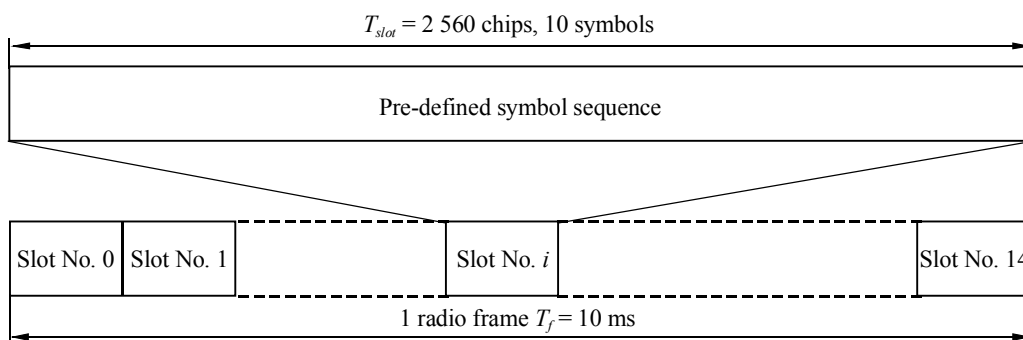 T_slot = 2 560 chips, 10 symbols
Pre-defined symbol sequence
Slot No. 0
Slot No. 1
Slot No. i
Slot No. 14
1 radio frame T_f = 10 ms